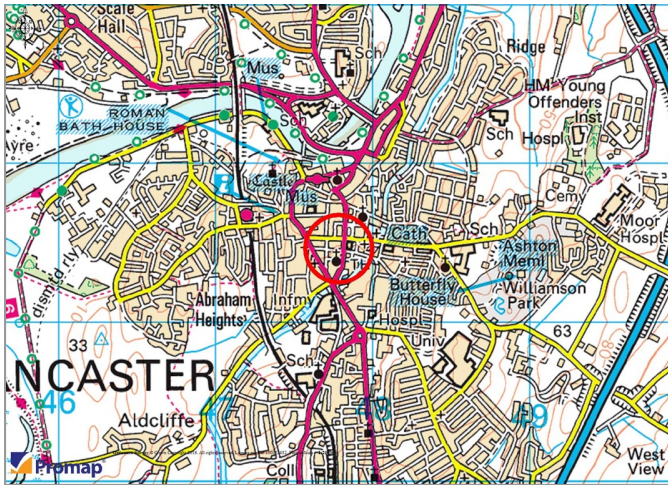 Scale
Hall
Sch
Mus
Ridge
HM Young
Offenders
Inst
ROMAN
BATH HOUSE
Sch
Sch
Hospl
Castle
Mus
Cemy
Moor
Hospl
Cath
Sch
Ashton
Meml
TH
dismtd rly
Butterfly
House
Williamson
Park
Abraham
Heights
Infmy
Hospl
Univ
63
33
Sch
NCASTER
46
47
48
49
Aldcliffe
West
View
Coll
Promap